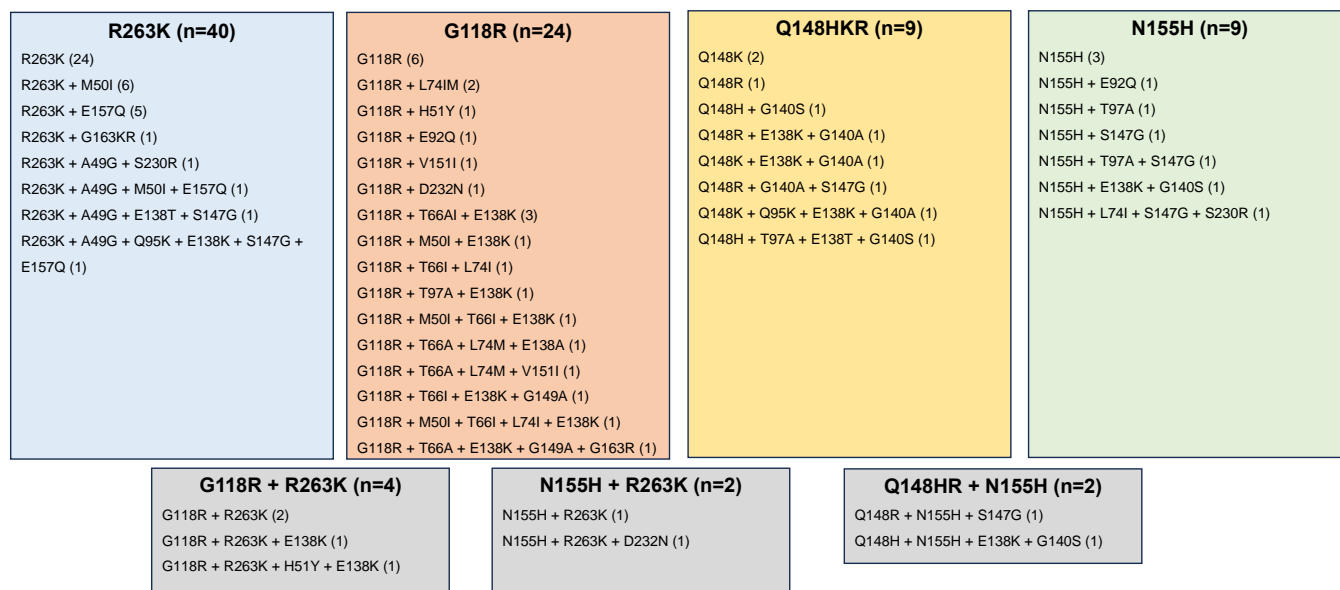 R263K (n=40)
R263K (24)
R263K + M50I (6)
R263K + E157Q (5)
R263K + G163KR (1)
R263K + A49G + S230R (1)
R263K + A49G + M50I + E157Q (1)
R263K + A49G + E138T + S147G (1)
R263K + A49G + Q95K + E138K + S147G +
E157Q (1)
G118R (n=24)
G118R (6)
G118R + L74IM (2)
G118R + H51Y (1)
G118R + E92Q (1)
G118R + V151I (1)
G118R + D232N (1)
G118R + T66AI + E138K (3)
G118R + M50I + E138K (1)
G118R + T66I + L74I (1)
G118R + T97A + E138K (1)
G118R + M50I + T66I + E138K (1)
G118R + T66A + L74M + E138A (1)
G118R + T66A + L74M + V151I (1)
G118R + T66I + E138K + G149A (1)
G118R + M50I + T66I + L74I + E138K (1)
G118R + T66A + E138K + G149A + G163R (1)
Q148HKR (n=9)
Q148K (2)
Q148R (1)
Q148H + G140S (1)
Q148R + E138K + G140A (1)
Q148K + E138K + G140A (1)
Q148R + G140A + S147G (1)
Q148K + Q95K + E138K + G140A (1)
Q148H + T97A + E138T + G140S (1)
N155H (n=9)
N155H (3)
N155H + E92Q (1)
N155H + T97A (1)
N155H + S147G (1)
N155H + T97A + S147G (1)
N155H + E138K + G140S (1)
N155H + L74I + S147G + S230R (1)
G118R + R263K (n=4)
G118R + R263K (2)
G118R + R263K + E138K (1)
G118R + R263K + H51Y + E138K (1)
N155H + R263K (n=2)
N155H + R263K (1)
N155H + R263K + D232N (1)
Q148HR + N155H (n=2)
Q148R + N155H + S147G (1)
Q148H + N155H + E138K + G140S (1)